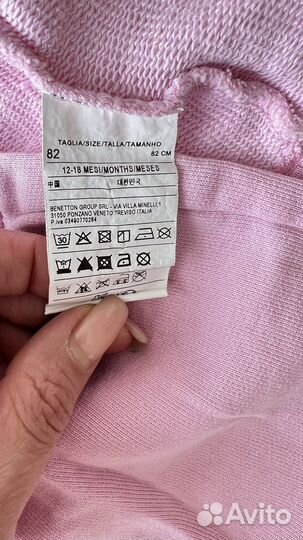 TAGLIA/SIZE/TALLA/TAMANHO
82 82 CM
12-18 MESI/MONTHS/MESES
中国 대한민국
BENETTON GROUP SRL - VIA VILLA MINELLI,1
31050 PONZANO VENETO TREVISO ITALIA
P.iva 03490770264
30
Avito